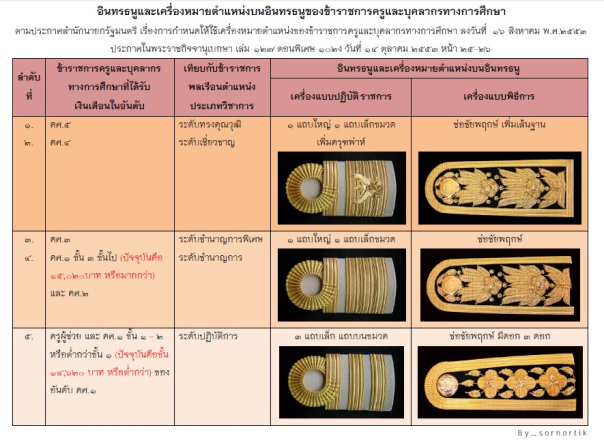 อินทรธนูและเครื่องหมายตำแหน่งบนอินทรธนูของข้าราชการครูและบุคลากรทางการศึกษา
ตามประกาศสำนักนายกรัฐมนตรี เรื่องการกำหนดให้ใช้เครื่องหมายตำแหน่งของข้าราชการครูและบุคลากรทางการศึกษา ลงวันที่ ๑๖ สิงหาคม พ.ศ.๒๕๕๓
ประกาศในพระราชกิจจานุเบกษา เล่ม ๑๒๗ ตอนพิเศษ ๑๐๒ง วันที่ ๑๔ ตุลาคม ๒๕๕๓ หน้า ๒๕-๒๖
ลำดับ
ที่
ข้าราชการครูและบุคลากร
ทางการศึกษาที่ได้รับ
เงินเดือนในอันดับ
เทียบกับข้าราชการ
พลเรือนตำแหน่ง
ประเภทวิชาการ
อินทรธนูและเครื่องหมายตำแหน่งบนอินทรธนู
เครื่องแบบปฏิบัติราชการ
เครื่องแบบพิธีการ
๑. คศ.๕ ระดับทรงคุณวุฒิ ๑ แถบใหญ่ ๑ แถบเล็กขมวด ช่อชัยพฤกษ์ เพิ่มเส้นฐาน
๒. คศ.๔ ระดับเชี่ยวชาญ เพิ่มครุฑพ่าห์
๓. คศ.๓ ระดับชำนาญการพิเศษ ๑ แถบใหญ่ ๑ แถบเล็กขมวด ช่อชัยพฤกษ์
๔. คศ.๑ ขั้น ๓ ขึ้นไป (ปัจจุบันคือ ระดับชำนาญการ
๑๕,๐๒๐บาท หรือมากกว่า)
และ คศ.๒
๕. ครูผู้ช่วย และ คศ.๑ ขั้น ๑ – ๒ ระดับปฏิบัติการ ๓ แถบเล็ก แถบบนขมวด ช่อชัยพฤกษ์ มีดอก ๓ ดอก
หรือต่ำกว่าขั้น ๑ (ปัจจุบันคือขั้น
๑๔,๖๒๐ บาท หรือต่ำกว่า) ของ
อันดับ คศ.๑
By_sornortik